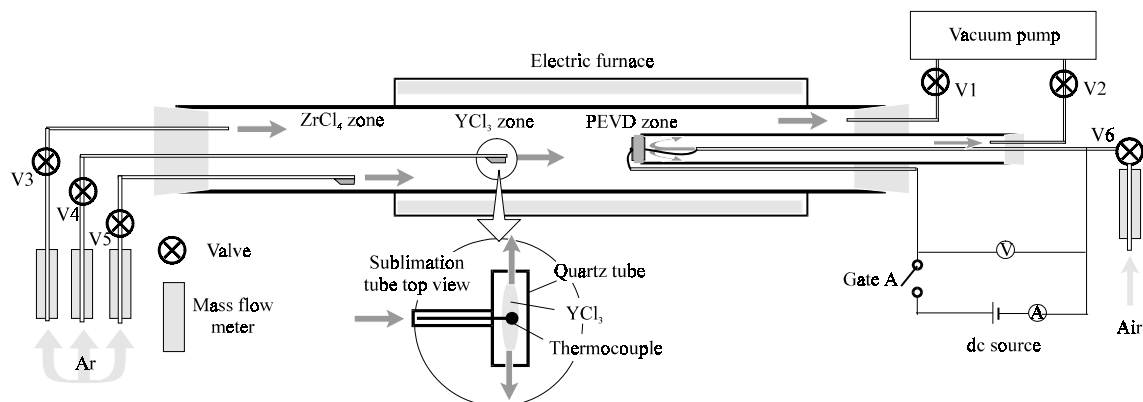 Vacuum pump
Electric furnace
V1
V2
ZrCl4 zone
YCl3 zone
PEVD zone
V6
V3
V4
V5
Valve
Mass flow
meter
Sublimation
tube top view
Quartz tube
YCl3
Thermocouple
V
Gate A
A
dc source
Air
Ar